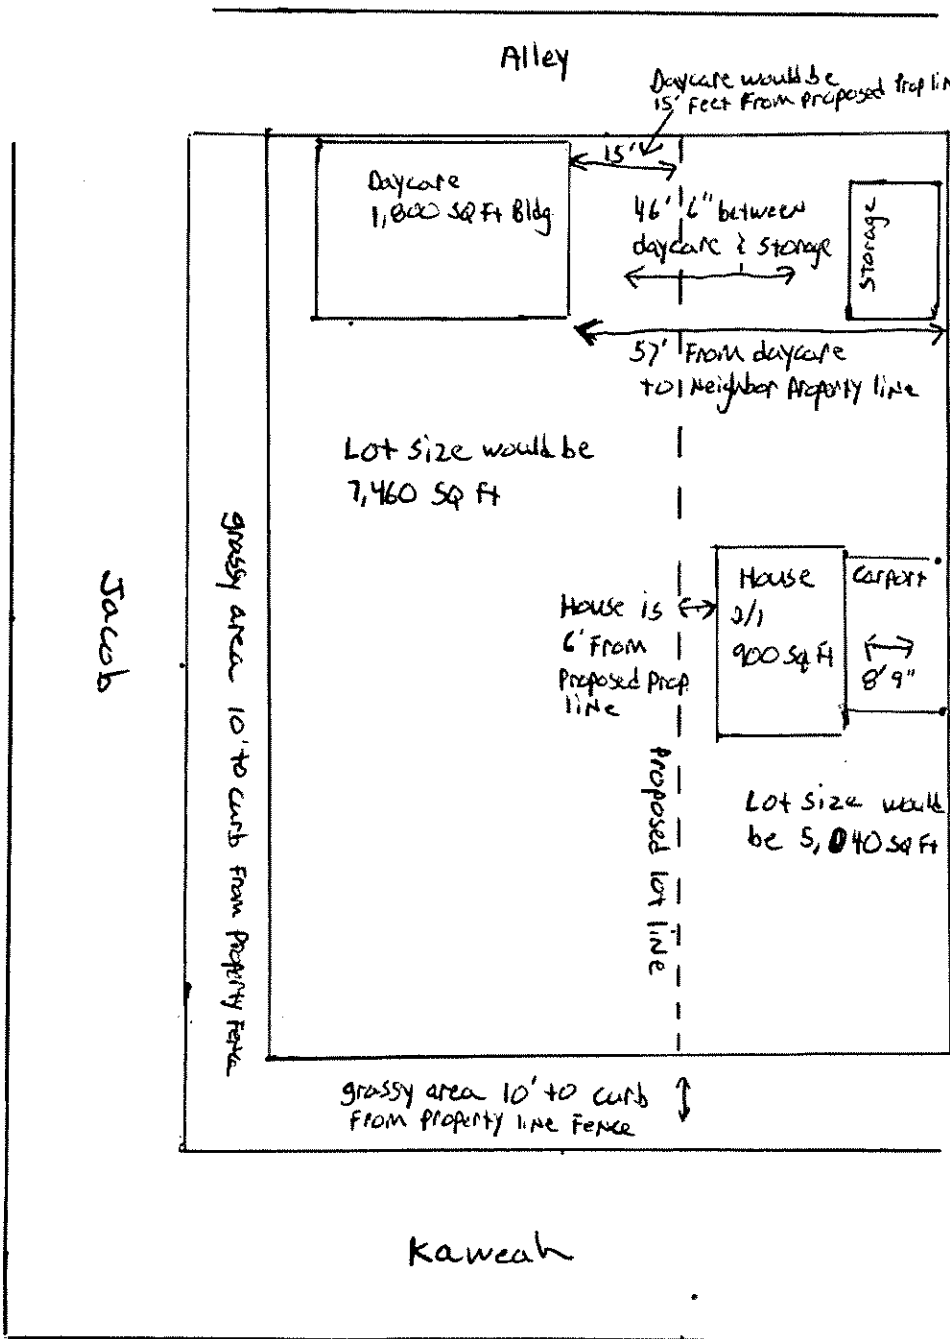 Alley
Daycare would be
15' Feet From proposed Prop lin
15'
Daycare
1,800 SQ Ft Bldg
46' 6" between
daycare & Storage
Storage
57' From daycare
to Neighbor Property line
Lot size would be
7,460 SQ Ft
Jacob
grassy area 10' to curb From Property Fence
House is
6' From
Proposed Prop.
line
House
2/1
900 Sq Ft
Carport
8' 9"
Proposed lot line
Lot size would
be 5,040 SQ Ft
grassy area 10' to curb
From Property line Fence
Kaweah